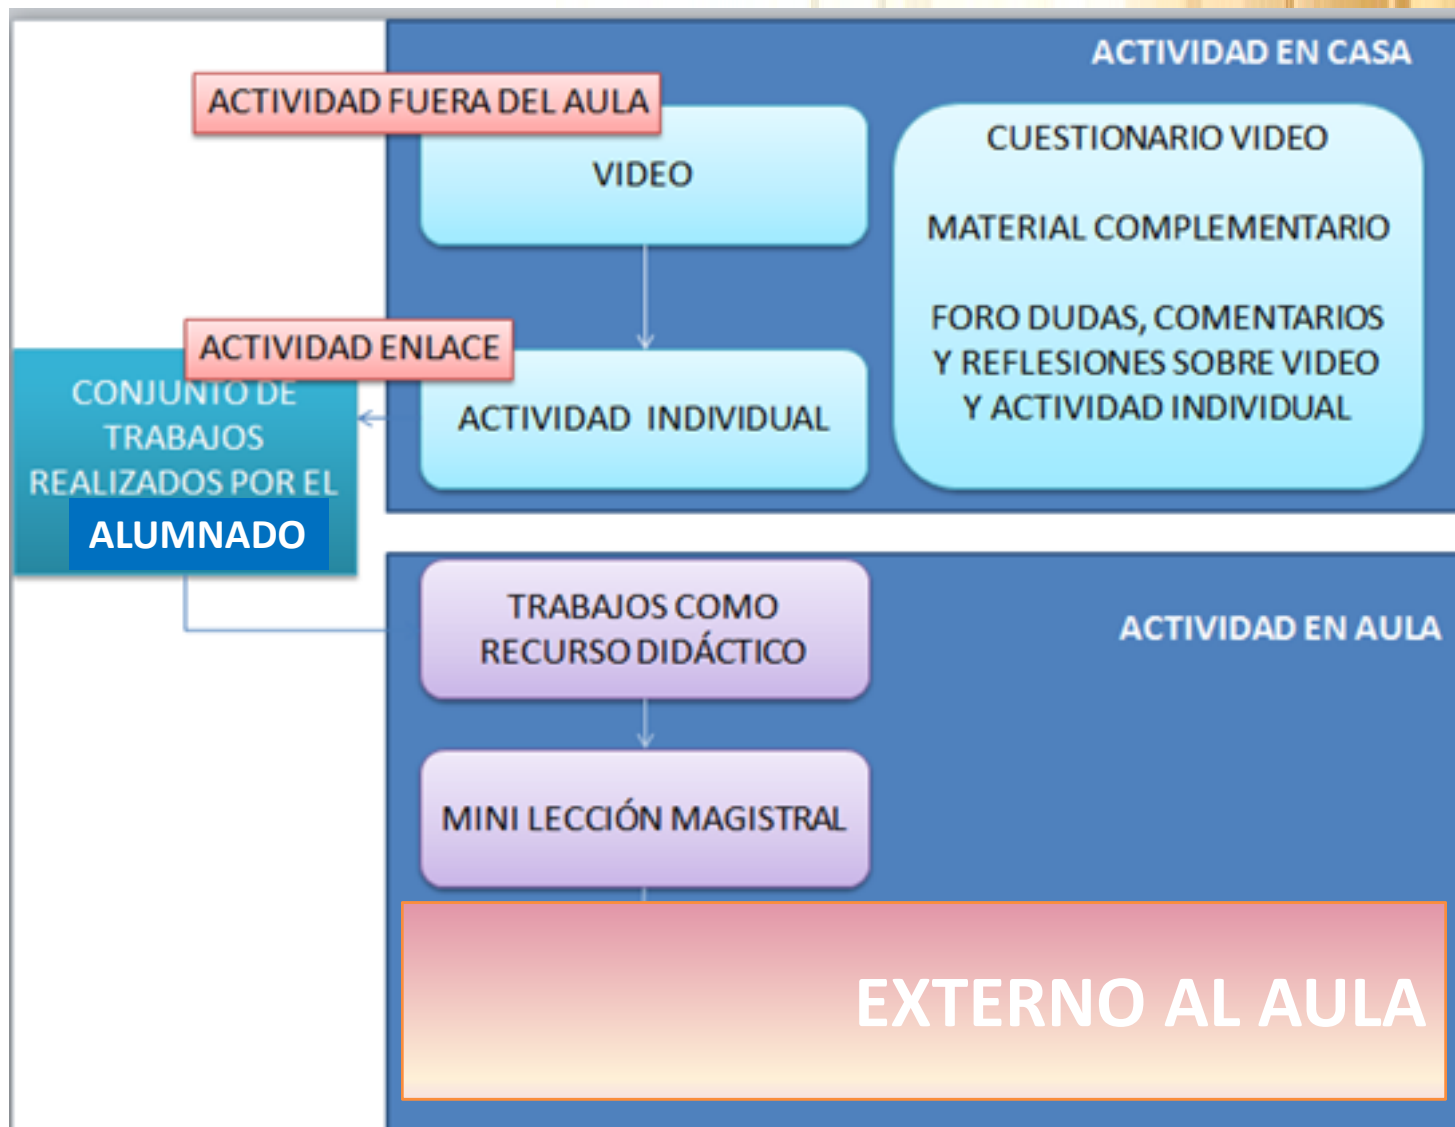 ACTIVIDAD EN CASA
ACTIVIDAD FUERA DEL AULA
VIDEO
CUESTIONARIO VIDEO
MATERIAL COMPLEMENTARIO
FORO DUDAS, COMENTARIOS
Y REFLESIONES SOBRE VIDEO
Y ACTIVIDAD INDIVIDUAL
ACTIVIDAD ENLACE
ACTIVIDAD INDIVIDUAL
CONJUNTO DE
TRABAJOS
REALIZADOS POR EL
ALUMNADO
TRABAJOS COMO
RECURSO DIDÁCTICO
ACTIVIDAD EN AULA
MINI LECCIÓN MAGISTRAL
EXTERNO AL AULA